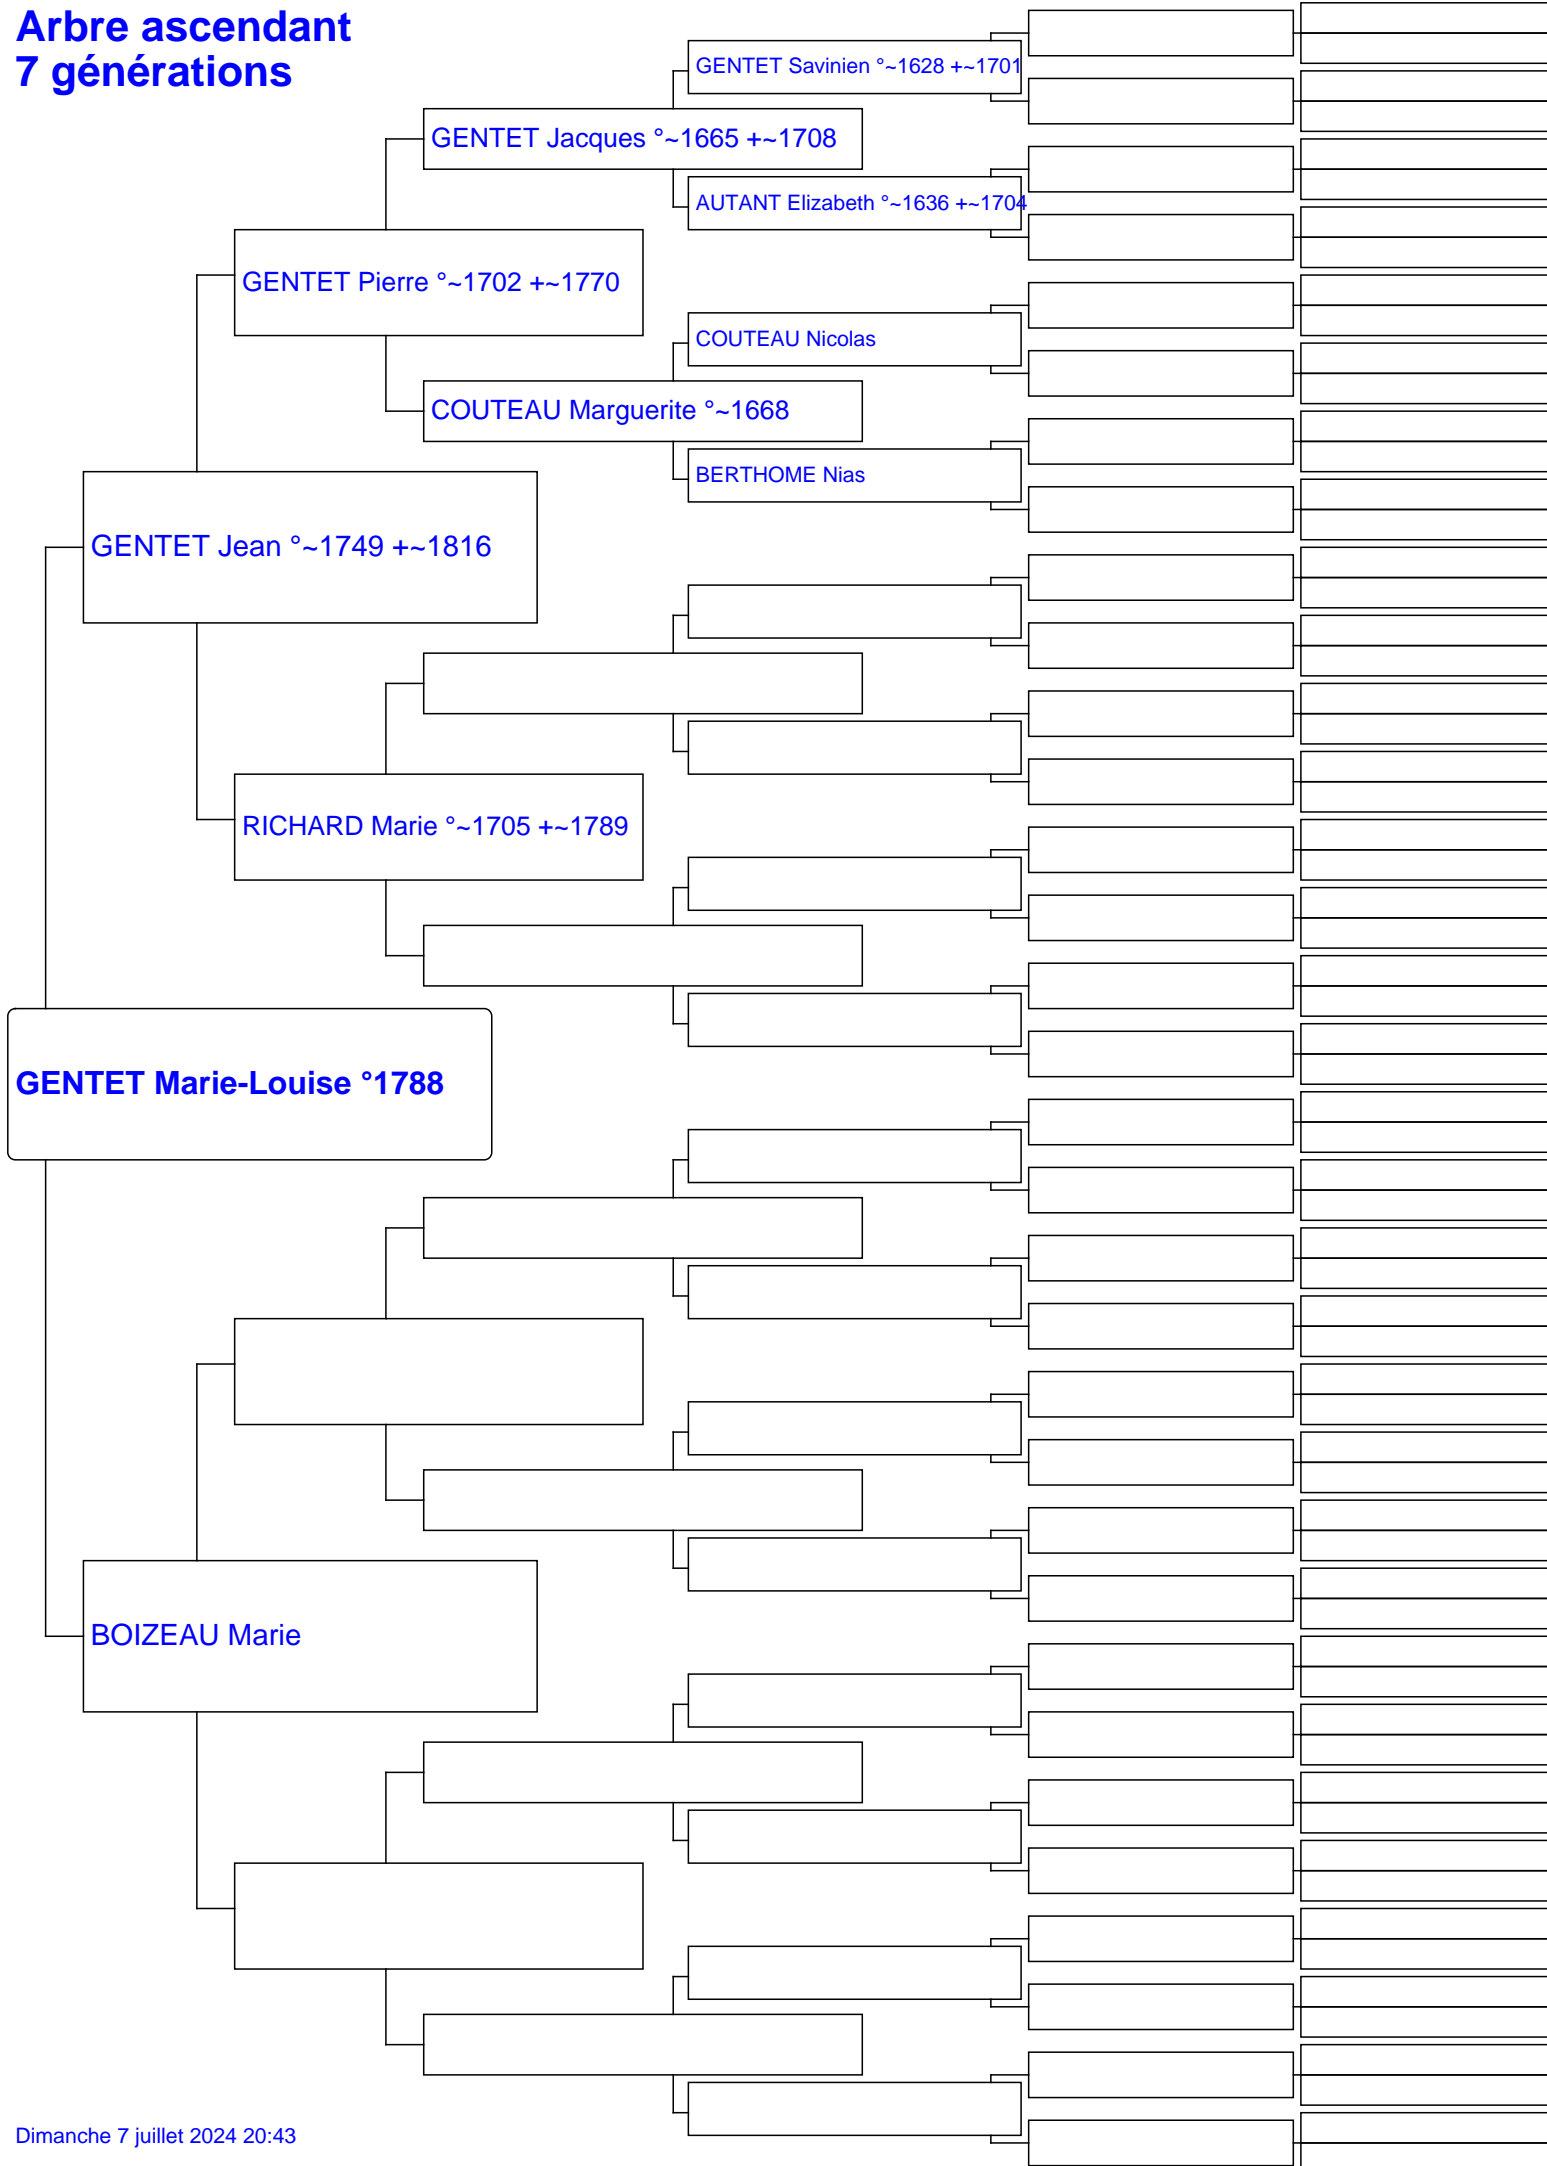 Arbre ascendant
7 générations
GENTET Savinien °~1628 +~1701
GENTET Jacques °~1665 +~1708
AUTANT Elizabeth °~1636 +~1704
GENTET Pierre °~1702 +~1770
COUTEAU Nicolas
COUTEAU Marguerite °~1668
BERTHOME Nias
GENTET Jean °~1749 +~1816
RICHARD Marie °~1705 +~1789
GENTET Marie-Louise °1788
BOIZEAU Marie
Dimanche 7 juillet 2024 20:43